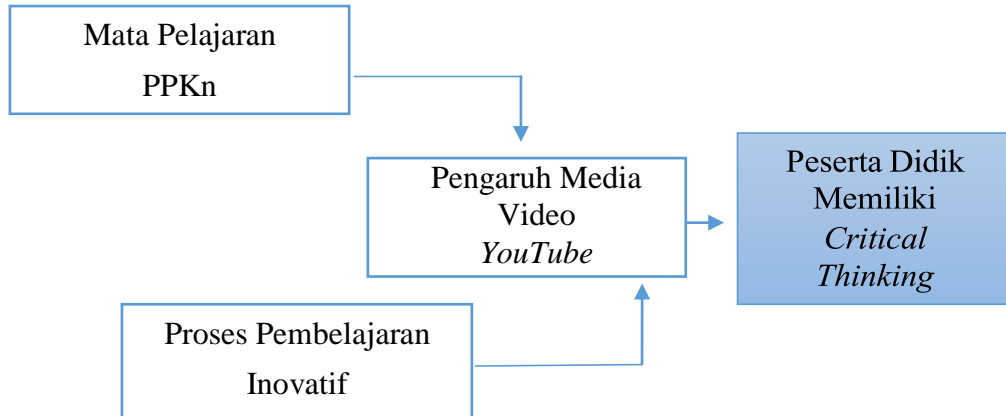 Mata Pelajaran
PPKn
Pengaruh Media
Video
YouTube
Peserta Didik
Memiliki
Critical
Thinking
Proses Pembelajaran
Inovatif